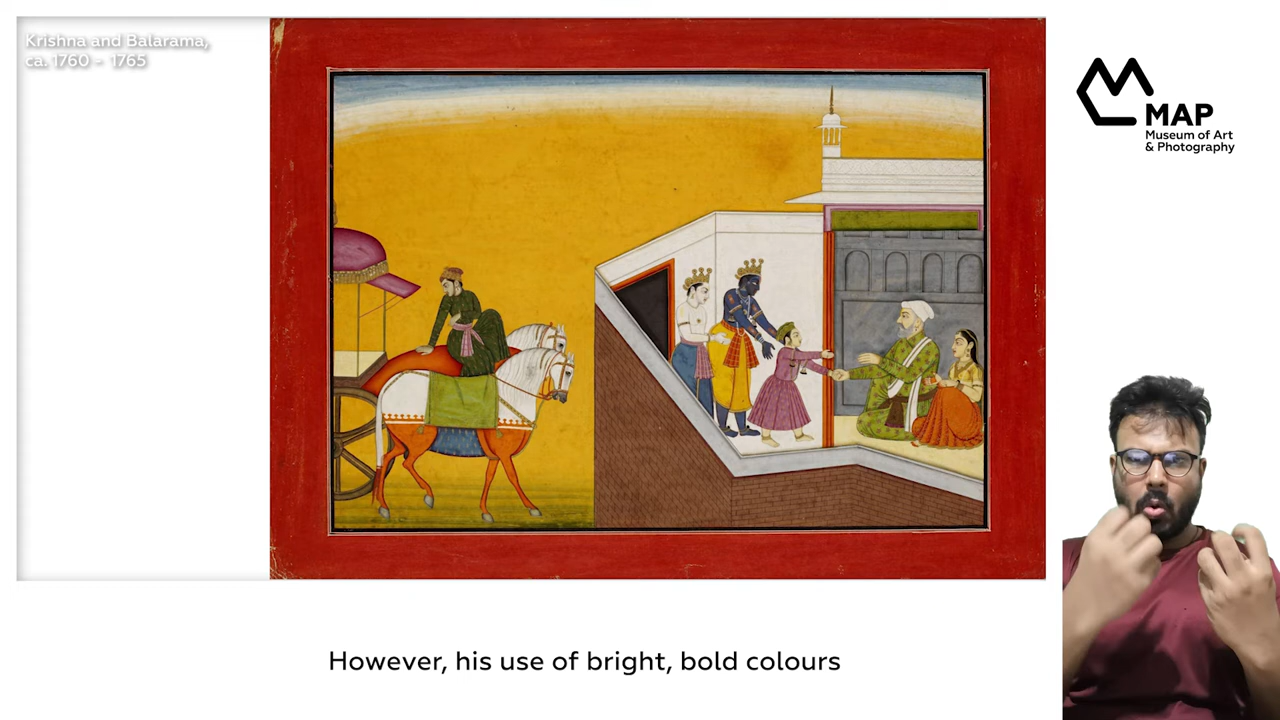 Krishna and Balarama,
ca. 1760 - 1765
MAP
Museum of Art
& Photography
However, his use of bright, bold colours